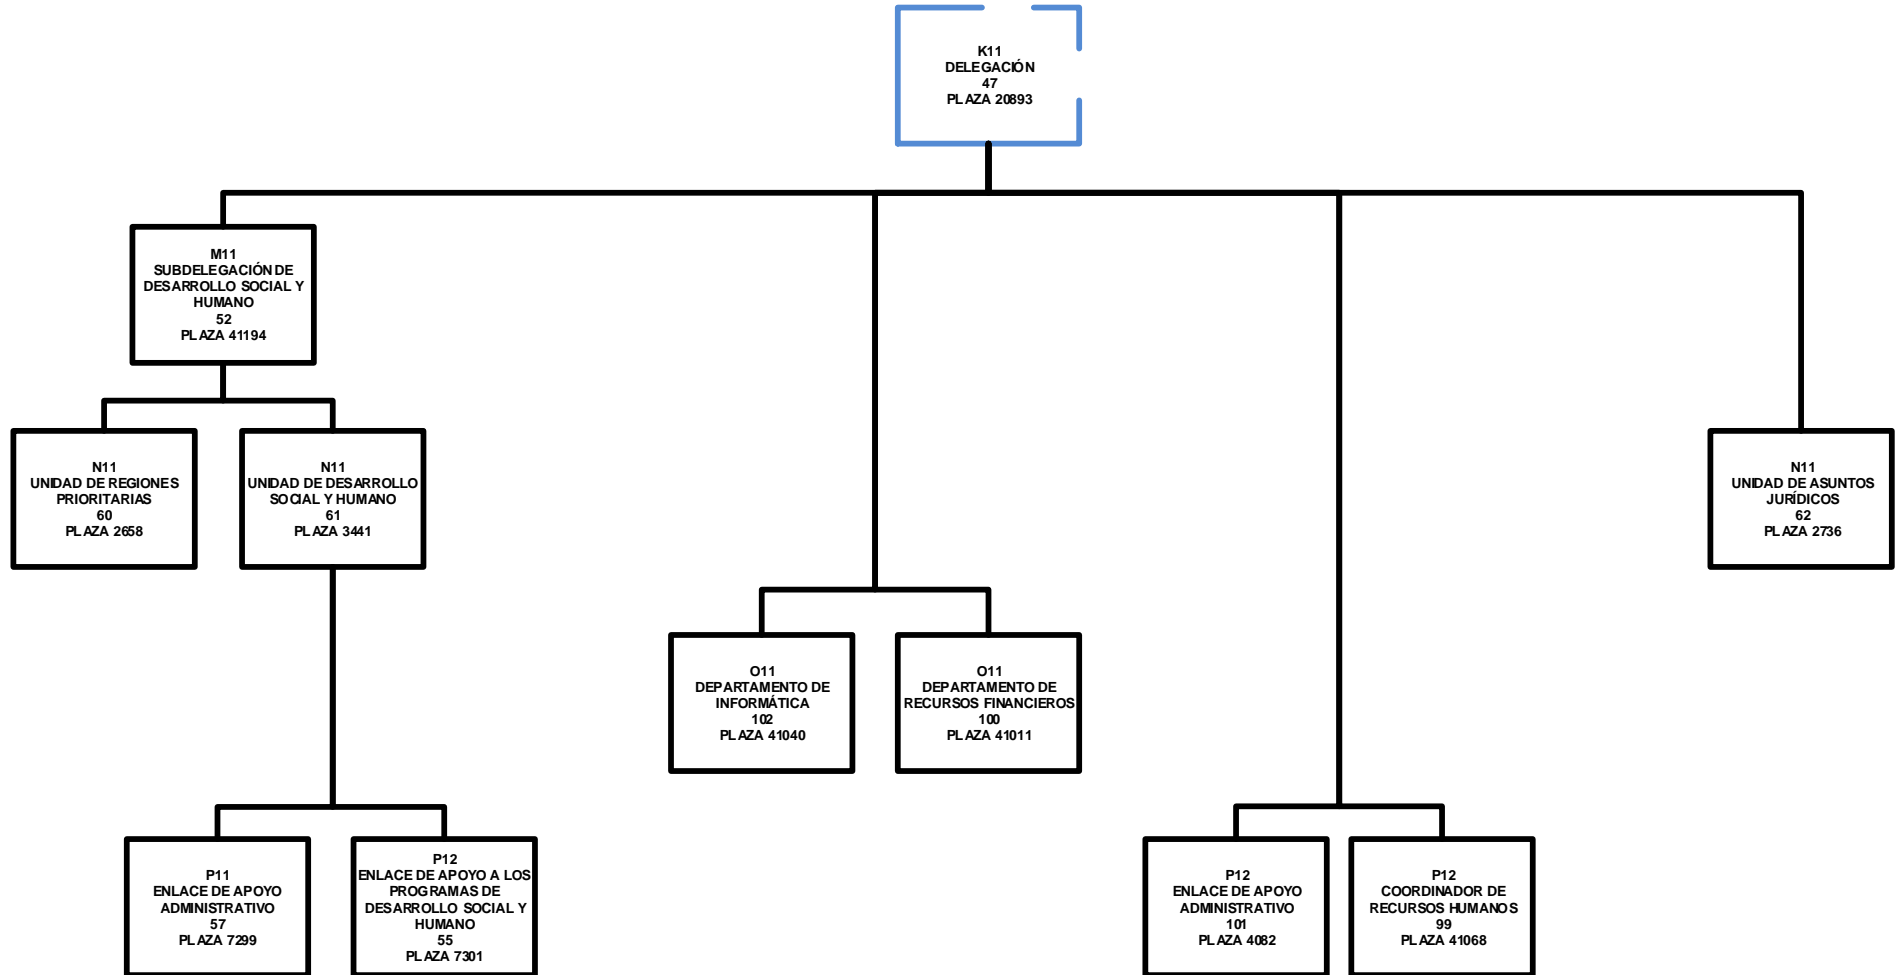 K11
DELEGACIÓN
47
PLAZA 20893
M11
SUBDELEGACIÓN DE
DESARROLLO SOCIAL Y
HUMANO
52
PLAZA 41194
N11
UNIDAD DE REGIONES
PRIORITARIAS
60
PLAZA 2658
N11
UNIDAD DE DESARROLLO
SOCIAL Y HUMANO
61
PLAZA 3441
N11
UNIDAD DE ASUNTOS
JURÍDICOS
62
PLAZA 2736
O11
DEPARTAMENTO DE
INFORMÁTICA
102
PLAZA 41040
O11
DEPARTAMENTO DE
RECURSOS FINANCIEROS
100
PLAZA 41011
P11
ENLACE DE APOYO
ADMINISTRATIVO
57
PLAZA 7299
P12
ENLACE DE APOYO A LOS
PROGRAMAS DE
DESARROLLO SOCIAL Y
HUMANO
55
PLAZA 7301
P12
ENLACE DE APOYO
ADMINISTRATIVO
101
PLAZA 4082
P12
COORDINADOR DE
RECURSOS HUMANOS
99
PLAZA 41068